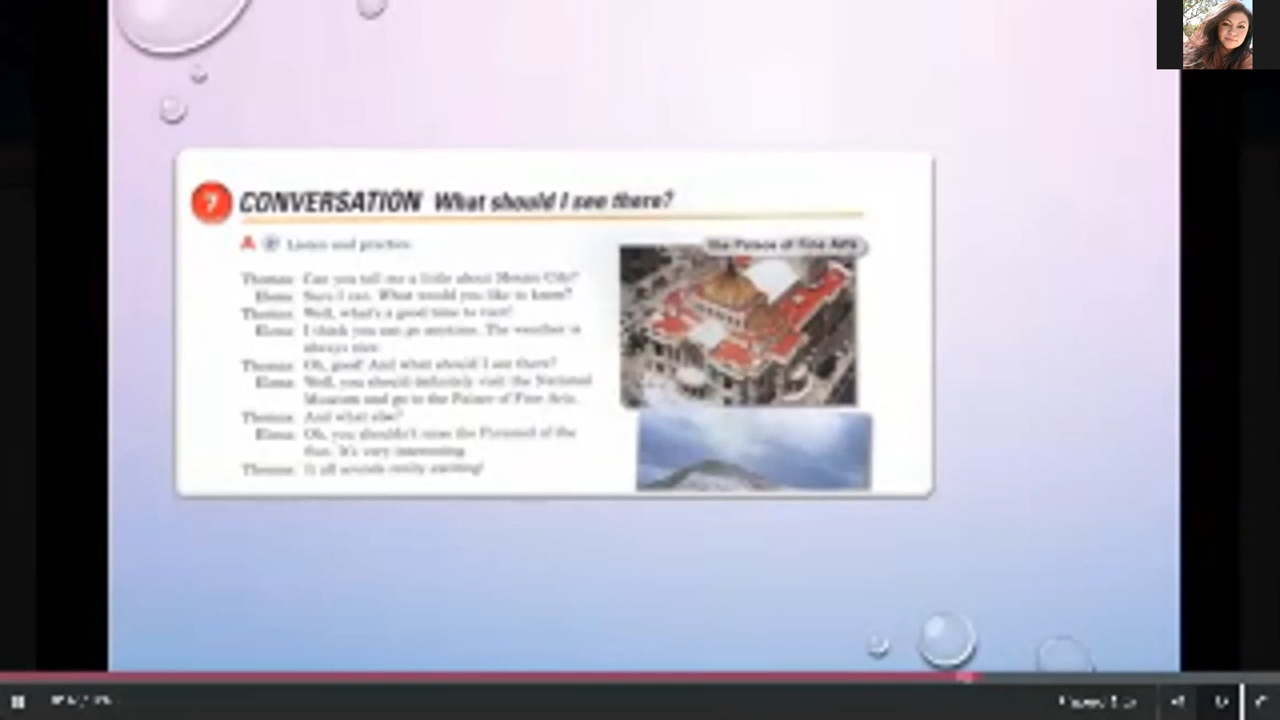 7 CONVERSATION What should I see there?
A Listen and practice.
The Palace of Fine Arts
Thomas: Can you tell me a little about Mexico City?
Elena: Sure, I can. What would you like to know?
Thomas: Well, what's a good time to visit?
Elena: I think you can go anytime. The weather is
always nice.
Thomas: Oh, good! And what should I see there?
Elena: Well, you should definitely visit the National
Museum and go to the Palace of Fine Arts.
Thomas: And what else?
Elena: Oh, you shouldn't miss the Pyramid of the
Sun. It's very interesting.
Thomas: It all sounds really exciting!